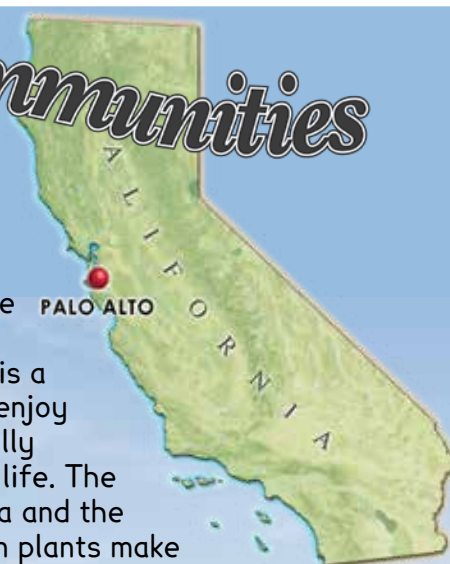 mmunities
CALIFORNIA
PALO ALTO
e
is a
enjoy
lly
life. The
a and the
n plants make